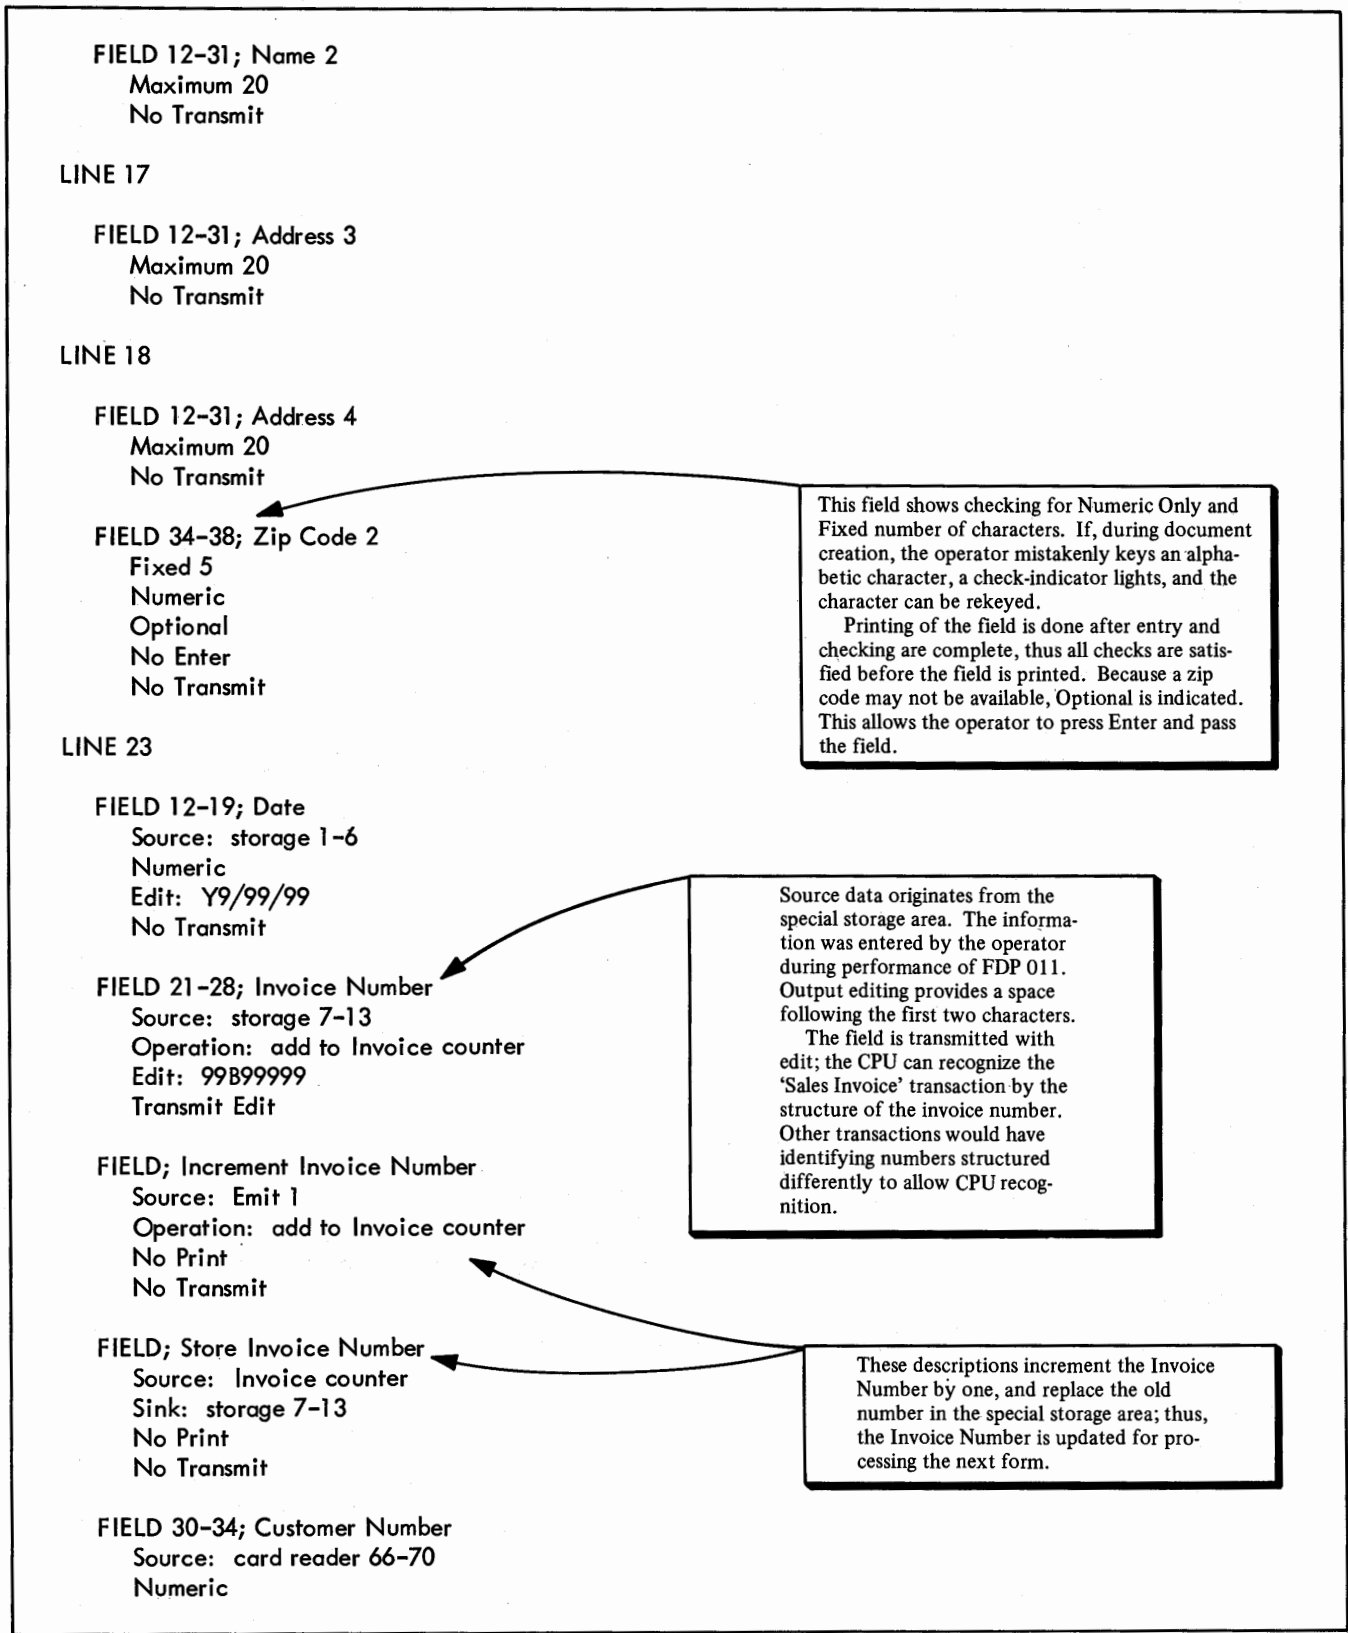 FIELD 12-31; Name 2
Maximum 20
No Transmit
LINE 17
FIELD 12-31; Address 3
Maximum 20
No Transmit
LINE 18
FIELD 12-31; Address 4
Maximum 20
No Transmit
FIELD 34-38; Zip Code 2
Fixed 5
Numeric
Optional
No Enter
No Transmit
This field shows checking for Numeric Only and
Fixed number of characters. If, during document
creation, the operator mistakenly keys an alpha-
betic character, a check-indicator lights, and the
character can be rekeyed.
Printing of the field is done after entry and
checking are complete, thus all checks are satis-
fied before the field is printed. Because a zip
code may not be available, Optional is indicated.
This allows the operator to press Enter and pass
the field.
LINE 23
FIELD 12-19; Date
Source: storage 1-6
Numeric
Edit: Y9/99/99
No Transmit
FIELD 21-28; Invoice Number
Source: storage 7-13
Operation: add to Invoice counter
Edit: 99B99999
Transmit Edit
Source data originates from the
special storage area. The informa-
tion was entered by the operator
during performance of FDP 011.
Output editing provides a space
following the first two characters.
The field is transmitted with
edit; the CPU can recognize the
'Sales Invoice' transaction by the
structure of the invoice number.
Other transactions would have
identifying numbers structured
differently to allow CPU recog-
nition.
FIELD; Increment Invoice Number
Source: Emit 1
Operation: add to Invoice counter
No Print
No Transmit
FIELD; Store Invoice Number
Source: Invoice counter
Sink: storage 7-13
No Print
No Transmit
These descriptions increment the Invoice
Number by one, and replace the old
number in the special storage area; thus,
the Invoice Number is updated for pro-
cessing the next form.
FIELD 30-34; Customer Number
Source: card reader 66-70
Numeric